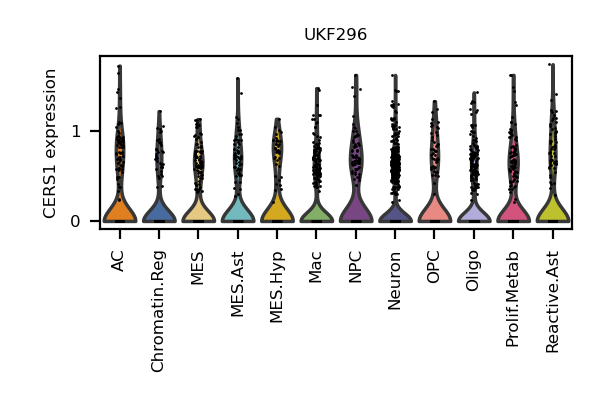 UKF296
CERS1 expression
1
0
AC
Chromatin.Reg
MES
MES.Ast
MES.Hyp
Mac
NPC
Neuron
OPC
Oligo
Prolif.Metab
Reactive.Ast